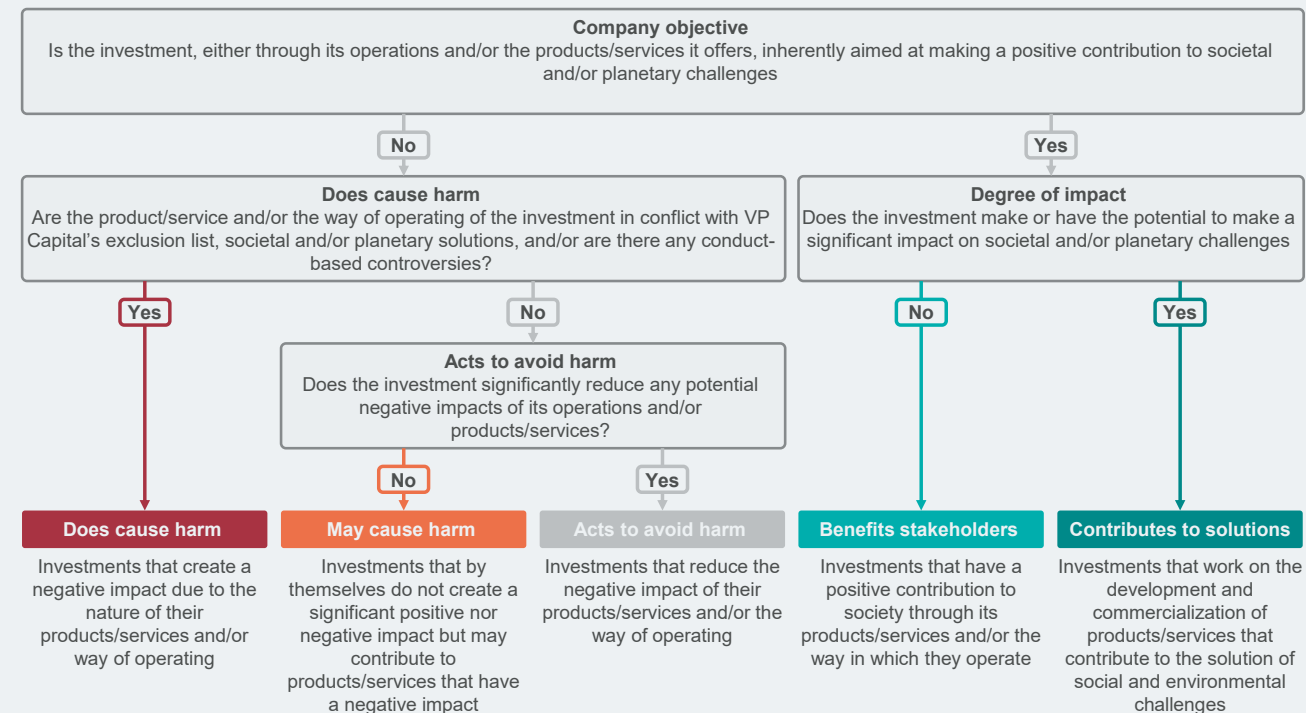 Company objective
Is the investment, either through its operations and/or the products/services it offers, inherently aimed at making a positive contribution to societal
and/or planetary challenges
No
Yes
Does cause harm
Are the product/service and/or the way of operating of the investment in conflict with VP
Capital's exclusion list, societal and/or planetary solutions, and/or are there any conduct-
based controversies?
Degree of impact
Does the investment make or have the potential to make a
significant impact on societal and/or planetary challenges
Yes
No
No
Yes
Acts to avoid harm
Does the investment significantly reduce any potential
negative impacts of its operations and/or
products/services?
No
Yes
Does cause harm
Investments that create a
negative impact due to the
nature of their
products/services and/or
way of operating
May cause harm
Investments that by
themselves do not create a
significant positive nor
negative impact but may
contribute to
products/services that have
a negative impact
Acts to avoid harm
Investments that reduce the
negative impact of their
products/services and/or the
way of operating
Benefits stakeholders
Investments that have a
positive contribution to
society through its
products/services and/or the
way in which they operate
Contributes to solutions
Investments that work on the
development and
commercialization of
products/services that
contribute to the solution of
social and environmental
challenges